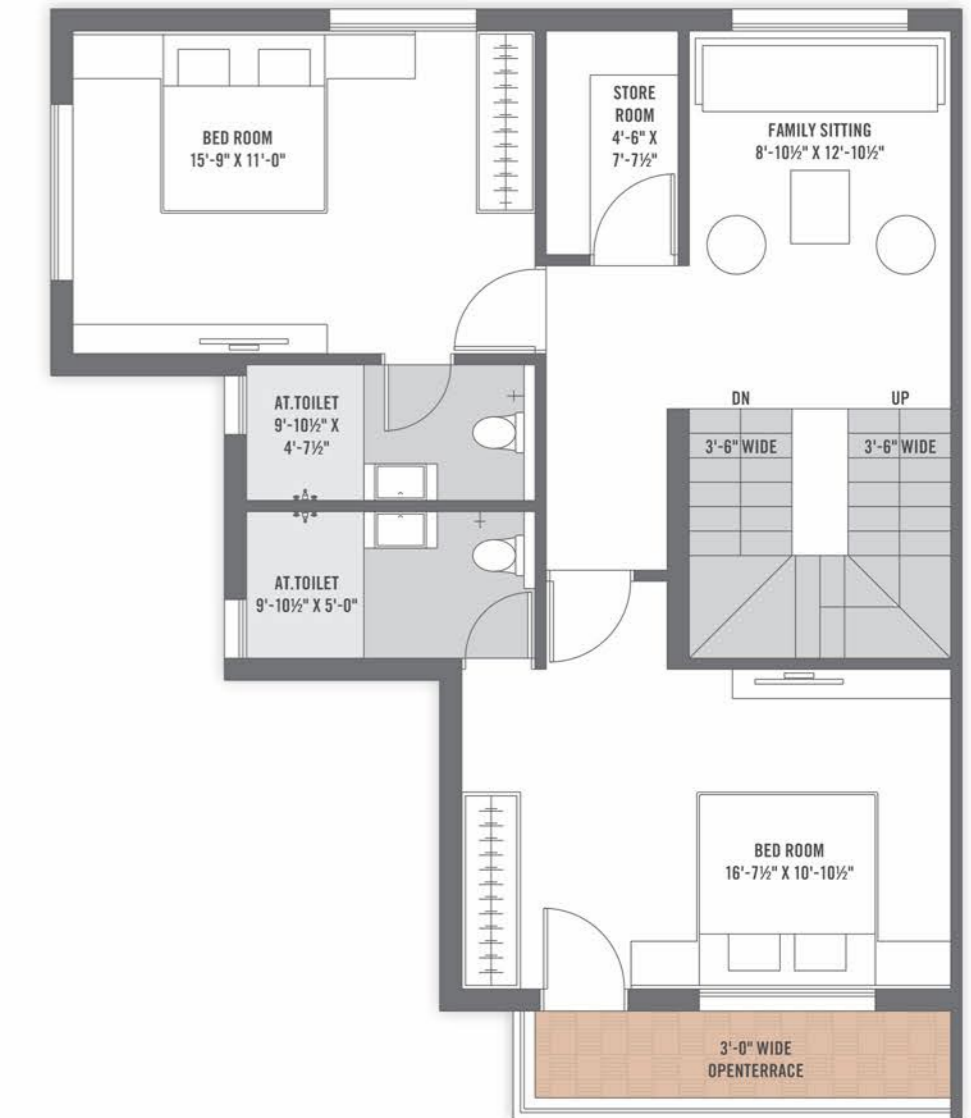 BED ROOM
15'-9" X 11'-0"
STORE
ROOM
4'-6" X
7'-7½"
FAMILY SITTING
8'-10½" X 12'-10½"
AT.TOILET
9'-10½" X
4'-7½"
DN
UP
3'-6" WIDE
3'-6" WIDE
AT.TOILET
9'-10½" X 5'-0"
BED ROOM
16'-7½" X 10'-10½"
3'-0" WIDE
OPENTERRACE